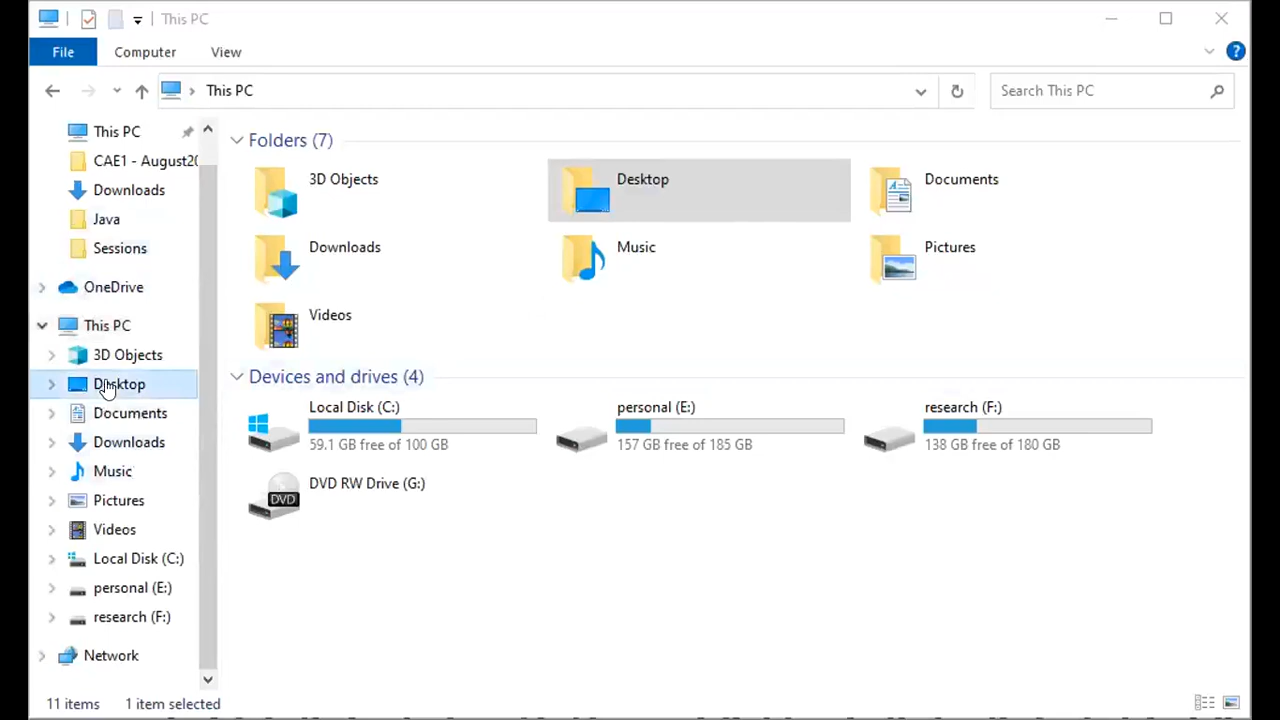 This PC
File Computer View
This PC
Search This PC
This PC
CAE1 - August20
Downloads
Java
Sessions
OneDrive
This PC
3D Objects
Desktop
Documents
Downloads
Music
Pictures
Videos
Local Disk (C:)
personal (E:)
research (F:)
Network
Folders (7)
3D Objects
Desktop
Documents
Downloads
Music
Pictures
Videos
Devices and drives (4)
Local Disk (C:)
59.1 GB free of 100 GB
personal (E:)
157 GB free of 185 GB
research (F:)
138 GB free of 180 GB
DVD RW Drive (G:)
DVD
11 items 1 item selected